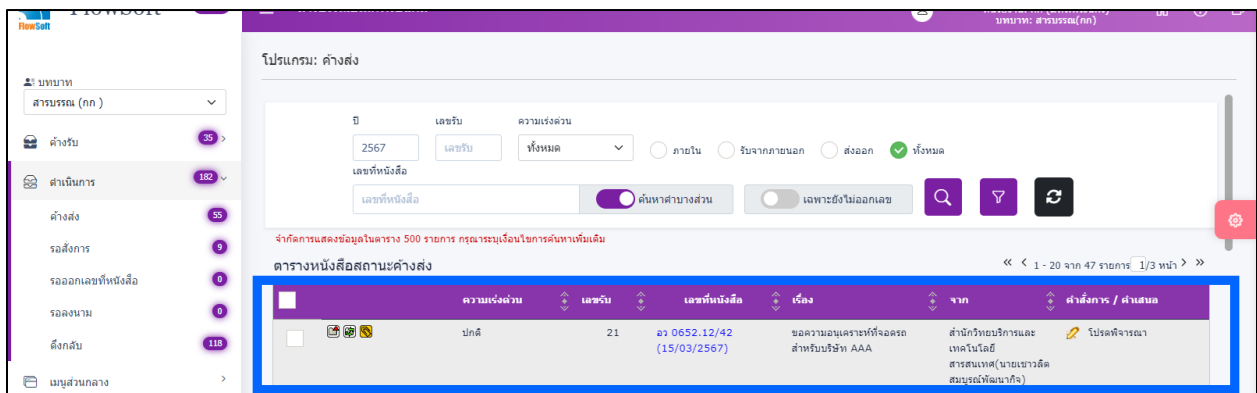 FlowSoft
บทบาท: สารบรรณ(กก)
โปรแกรม: ค้างส่ง
บทบาท
สารบรรณ (กก )
ค้างรับ 35
ดำเนินการ 182
ค้างส่ง 55
รอสั่งการ 9
รอออกเลขที่หนังสือ 0
รอลงนาม 0
ดึงกลับ 118
เมนูส่วนกลาง
ปี เลขรับ ความเร่งด่วน
2567 เลขรับ ทั้งหมด ภายใน รับจากภายนอก ส่งออก ทั้งหมด
เลขที่หนังสือ
เลขที่หนังสือ ค้นหาคำบางส่วน เฉพาะยังไม่ออกเลข
จำกัดการแสดงข้อมูลในตาราง 500 รายการ กรุณาระบุเงื่อนไขการค้นหาเพิ่มเติม
ตารางหนังสือสถานะค้างส่ง « < 1 - 20 จาก 47 รายการ 1/3 หน้า > »
ความเร่งด่วน เลขรับ เลขที่หนังสือ เรื่อง จาก คำสั่งการ / คำเสนอ
ปกติ 21 อว 0652.12/42 ขอความอนุเคราะห์ที่จอดรถ สำนักวิทยบริการและ โปรดพิจารณา
(15/03/2567) สำหรับบริษัท AAA เทคโนโลยี
สารสนเทศ(นายเชาวลิต
สมบูรณ์พัฒนากิจ)